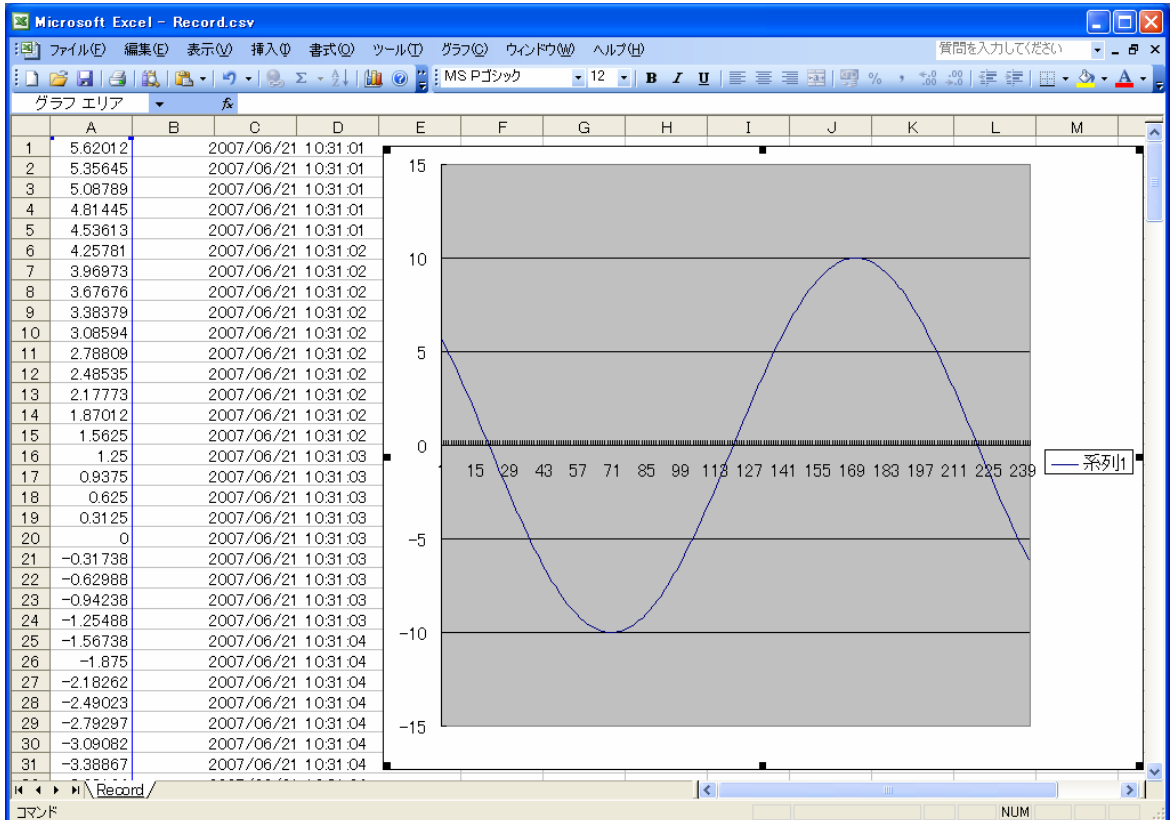 Microsoft Excel - Record.csv
ファイル(F) 編集(E) 表示(V) 挿入(I) 書式(O) ツール(T) グラフ(C) ウィンドウ(W) ヘルプ(H) 質問を入力してください
MS Pゴシック 12 B I U
グラフ エリア fx
A B C D E F G H I J K L M
1 5.62012 2007/06/21 10:31:01
2 5.35645 2007/06/21 10:31:01
3 5.08789 2007/06/21 10:31:01
4 4.81445 2007/06/21 10:31:01
5 4.53613 2007/06/21 10:31:01
6 4.25781 2007/06/21 10:31:02
7 3.96973 2007/06/21 10:31:02
8 3.67676 2007/06/21 10:31:02
9 3.38379 2007/06/21 10:31:02
10 3.08594 2007/06/21 10:31:02
11 2.78809 2007/06/21 10:31:02
12 2.48535 2007/06/21 10:31:02
13 2.17773 2007/06/21 10:31:02
14 1.87012 2007/06/21 10:31:02
15 1.5625 2007/06/21 10:31:02
16 1.25 2007/06/21 10:31:03
17 0.9375 2007/06/21 10:31:03
18 0.625 2007/06/21 10:31:03
19 0.3125 2007/06/21 10:31:03
20 0 2007/06/21 10:31:03
21 -0.31738 2007/06/21 10:31:03
22 -0.62988 2007/06/21 10:31:03
23 -0.94238 2007/06/21 10:31:03
24 -1.25488 2007/06/21 10:31:03
25 -1.56738 2007/06/21 10:31:04
26 -1.875 2007/06/21 10:31:04
27 -2.18262 2007/06/21 10:31:04
28 -2.49023 2007/06/21 10:31:04
29 -2.79297 2007/06/21 10:31:04
30 -3.09082 2007/06/21 10:31:04
31 -3.38867 2007/06/21 10:31:04
15
10
5
0
-5
-10
-15
15 29 43 57 71 85 99 113 127 141 155 169 183 197 211 225 239
系列1
Record
コマンド NUM